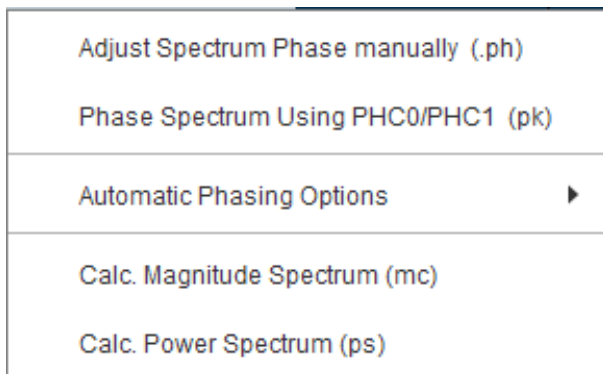 Adjust Spectrum Phase manually (.ph)
Phase Spectrum Using PHC0/PHC1 (pk)
Automatic Phasing Options
Calc. Magnitude Spectrum (mc)
Calc. Power Spectrum (ps)